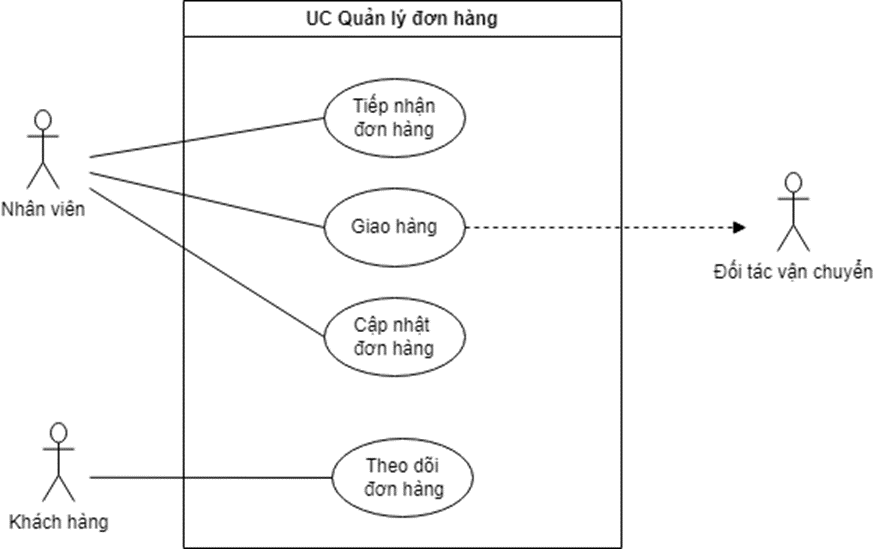 UC Quản lý đơn hàng
Tiếp nhận
đơn hàng
Nhân viên
Giao hàng
Đối tác vận chuyển
Cập nhật
đơn hàng
Theo dõi
đơn hàng
Khách hàng